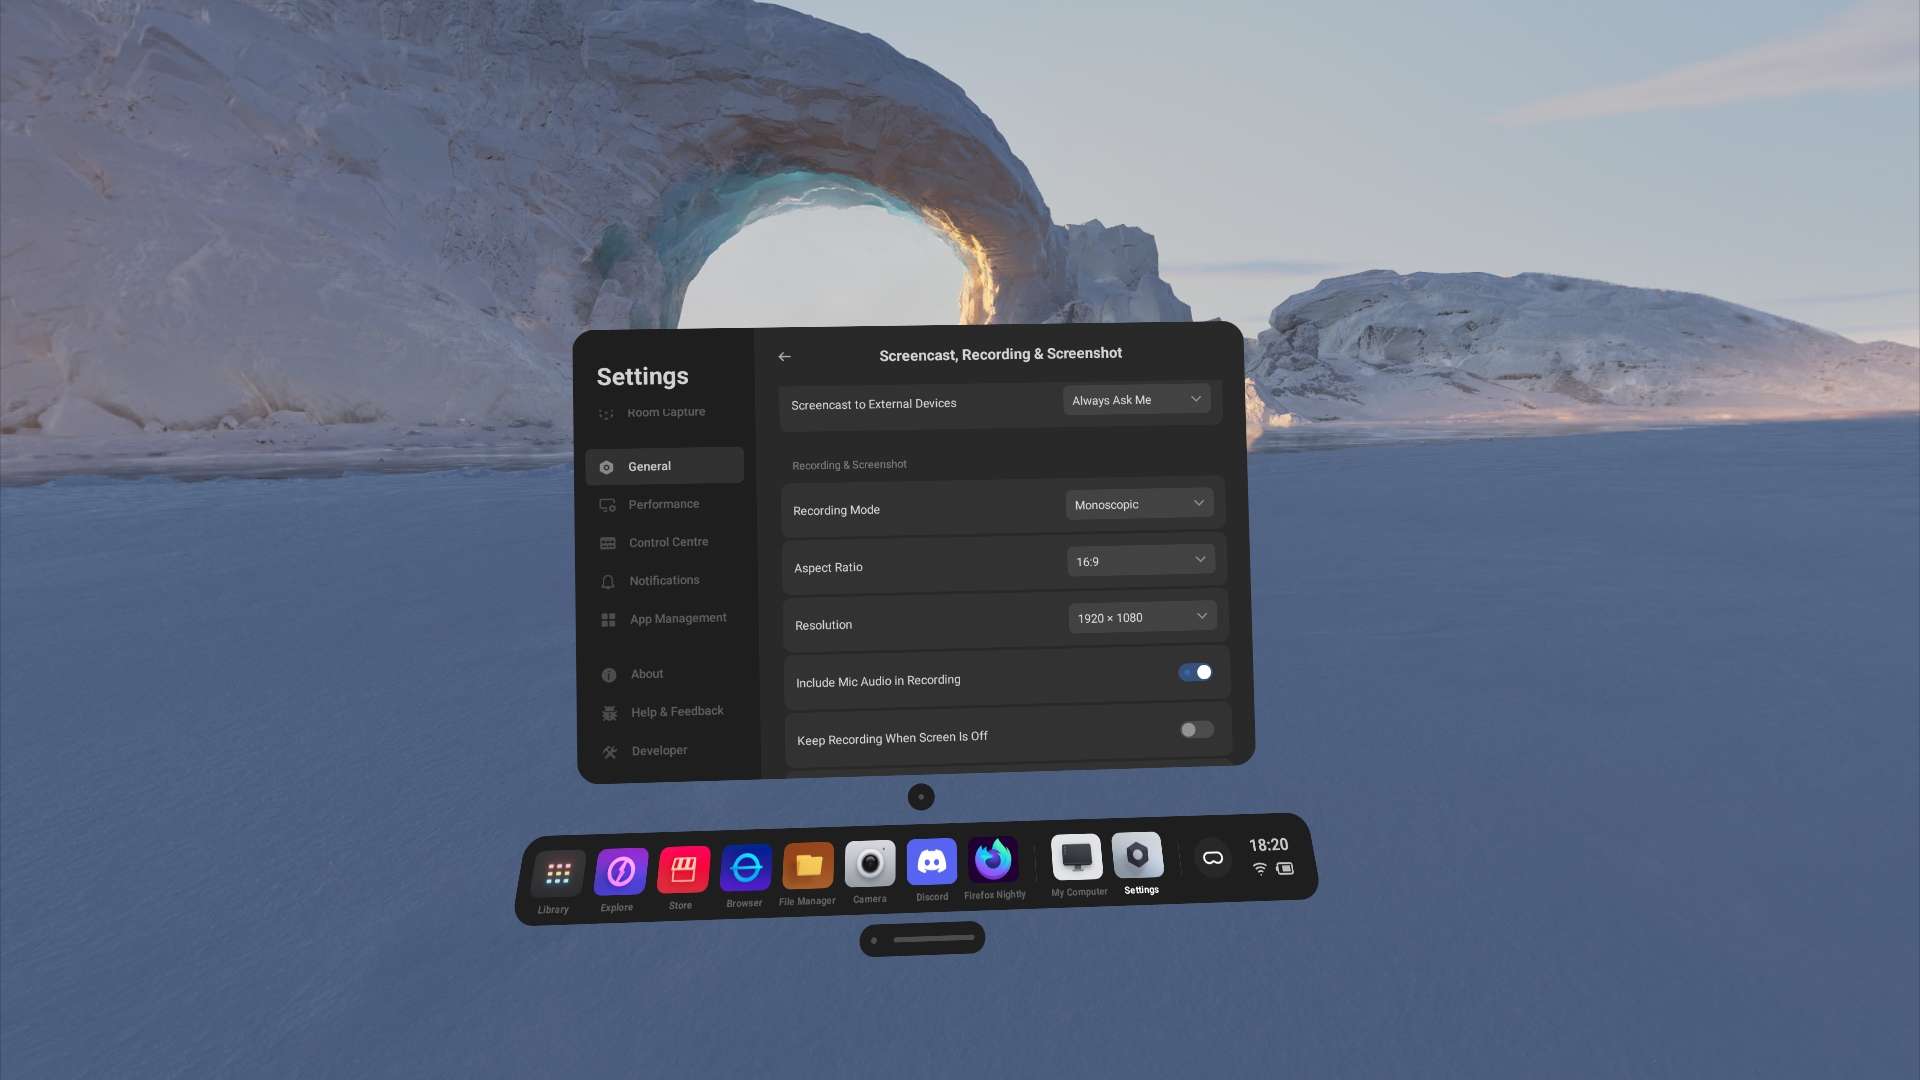 Settings
Room Capture
General
Performance
Control Centre
Notifications
App Management
About
Help & Feedback
Developer
Screencast, Recording & Screenshot
Screencast to External Devices
Always Ask Me
Recording & Screenshot
Recording Mode
Monoscopic
Aspect Ratio
16:9
Resolution
1920 × 1080
Include Mic Audio in Recording
Keep Recording When Screen Is Off
Library
Explore
Store
Browser
File Manager
Camera
Discord
Firefox Nightly
My Computer
Settings
18:20